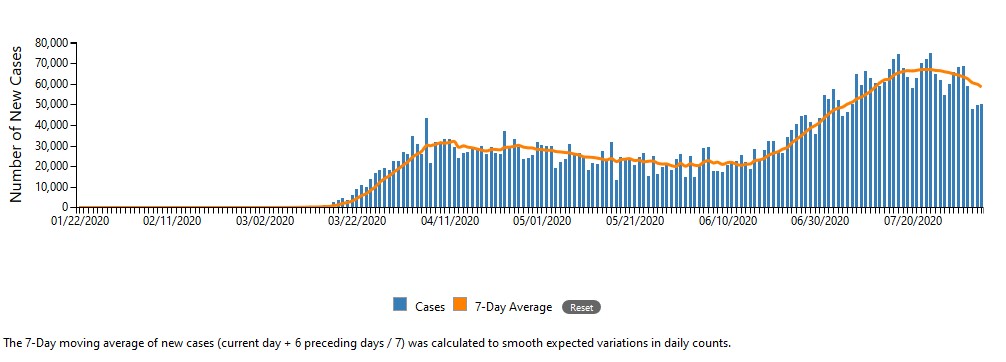 Number of New Cases
80,000
70,000
60,000
50,000
40,000
30,000
20,000
10,000
0
01/22/2020 02/11/2020 03/02/2020 03/22/2020 04/11/2020 05/01/2020 05/21/2020 06/10/2020 06/30/2020 07/20/2020
Cases 7-Day Average Reset
The 7-Day moving average of new cases (current day + 6 preceding days / 7) was calculated to smooth expected variations in daily counts.